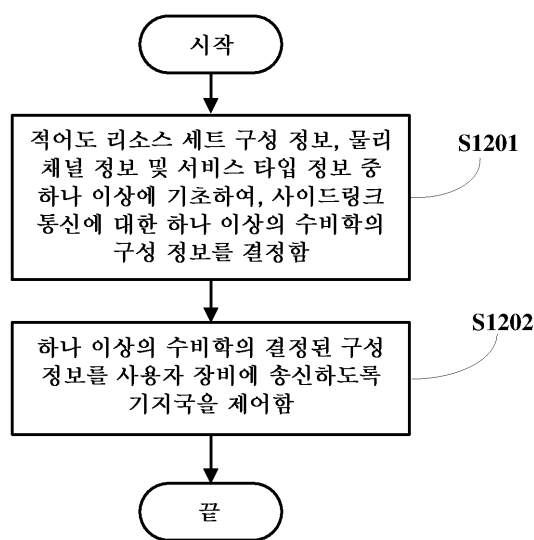 시작
적어도 리소스 세트 구성 정보, 물리
채널 정보 및 서비스 타입 정보 중
하나 이상에 기초하여, 사이드링크
통신에 대한 하나 이상의 수비학의
구성 정보를 결정함
S1201
하나 이상의 수비학의 결정된 구성
정보를 사용자 장비에 송신하도록
기지국을 제어함
S1202
끝